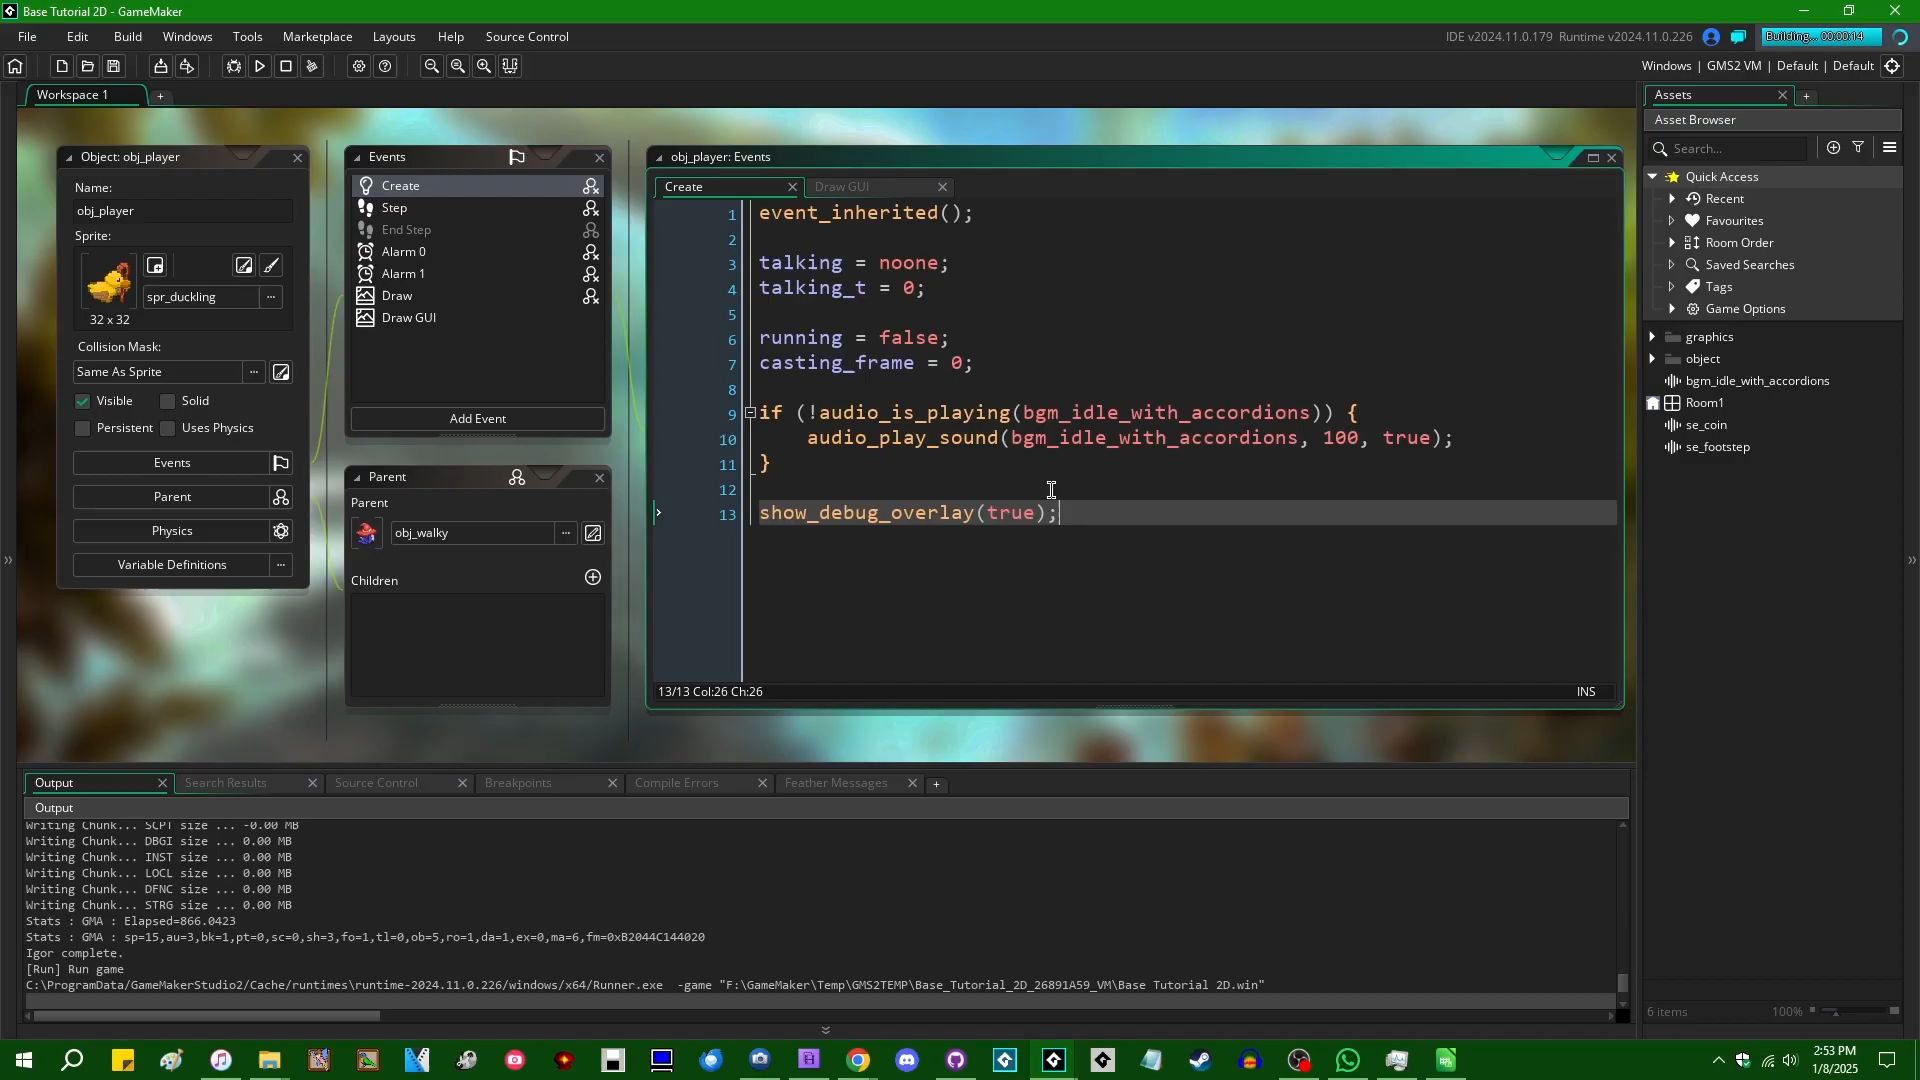 Base Tutorial 2D - GameMaker
File Edit Build Windows Tools Marketplace Layouts Help Source Control
IDE v2024.11.0.179 Runtime v2024.11.0.226
Building... 00:00:14
Windows | GMS2 VM | Default | Default
Workspace 1
Object: obj_player
Name:
obj_player
Sprite:
spr_duckling
32 x 32
Collision Mask:
Same As Sprite
Visible Solid
Persistent Uses Physics
Events
Parent
Physics
Variable Definitions
Events
Create
Step
End Step
Alarm 0
Alarm 1
Draw
Draw GUI
Add Event
Parent
Parent
obj_walky
Children
obj_player: Events
Create Draw GUI
1 event_inherited();
2
3 talking = noone;
4 talking_t = 0;
5
6 running = false;
7 casting_frame = 0;
8
9 if (!audio_is_playing(bgm_idle_with_accordions)) {
10 audio_play_sound(bgm_idle_with_accordions, 100, true);
11 }
12
13 show_debug_overlay(true);
13/13 Col:26 Ch:26 INS
Assets
Asset Browser
Search...
Quick Access
Recent
Favourites
Room Order
Saved Searches
Tags
Game Options
graphics
object
bgm_idle_with_accordions
Room1
se_coin
se_footstep
6 items 100%
Output Search Results Source Control Breakpoints Compile Errors Feather Messages
Output
Writing Chunk... SCPT size ... -0.00 MB
Writing Chunk... DBGI size ... 0.00 MB
Writing Chunk... INST size ... 0.00 MB
Writing Chunk... LOCL size ... 0.00 MB
Writing Chunk... DFNC size ... 0.00 MB
Writing Chunk... STRG size ... 0.00 MB
Stats : GMA : Elapsed=866.0423
Stats : GMA : sp=15,au=3,bk=1,pt=0,sc=0,sh=3,fo=1,tl=0,ob=5,ro=1,da=1,ex=0,ma=6,fm=0xB2044C144020
Igor complete.
[Run] Run game
C:\ProgramData/GameMakerStudio2/Cache/runtimes\runtime-2024.11.0.226/windows/x64/Runner.exe -game "F:\GameMaker\Temp\GMS2TEMP\Base_Tutorial_2D_26891A59_VM\Base Tutorial 2D.win"
2:53 PM
1/8/2025